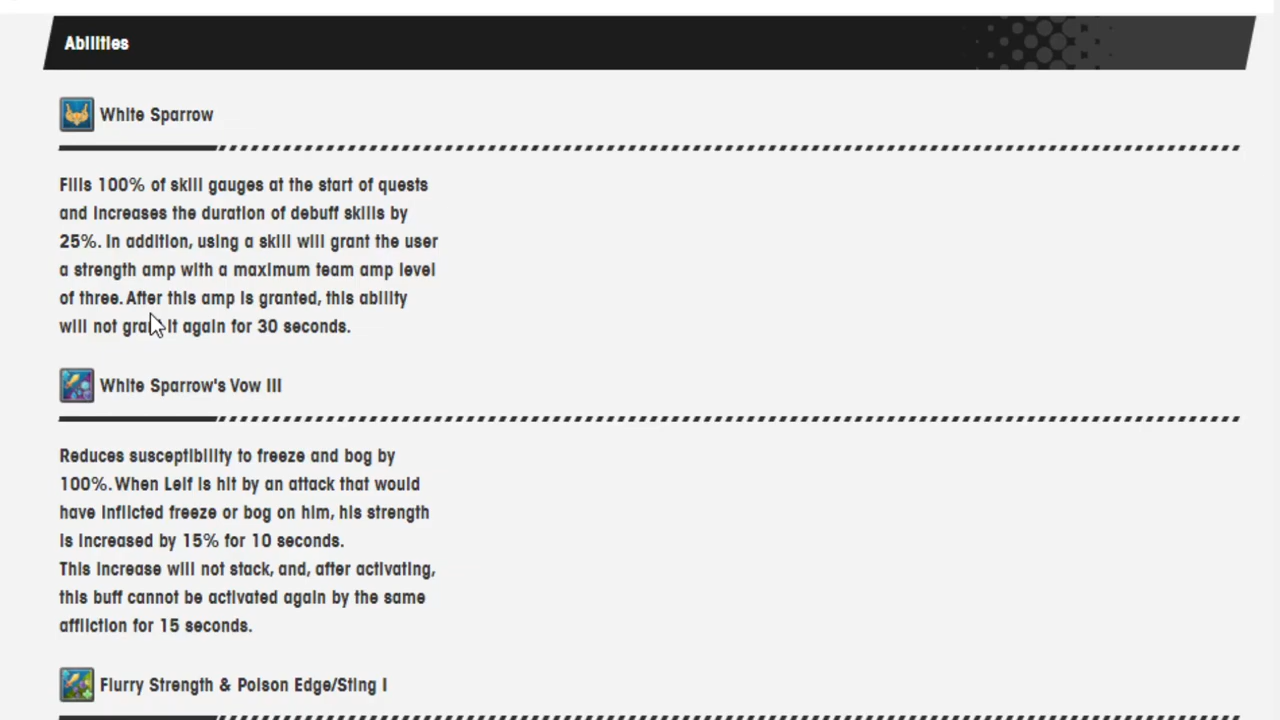 Abilities
White Sparrow
Fills 100% of skill gauges at the start of quests
and increases the duration of debuff skills by
25%. In addition, using a skill will grant the user
a strength amp with a maximum team amp level
of three. After this amp is granted, this ability
will not it again for 30 seconds.
White Sparrow's Vow III
Reduces susceptibility to freeze and bog by
100%. When Leif is hit by an attack that would
have inflicted freeze or bog on him, his strength
is increased by 15% for 10 seconds.
This increase will not stack, and, after activating,
this buff cannot be activated again by the same
affliction for 15 seconds.
Flurry Strength & Poison Edge/Sting I